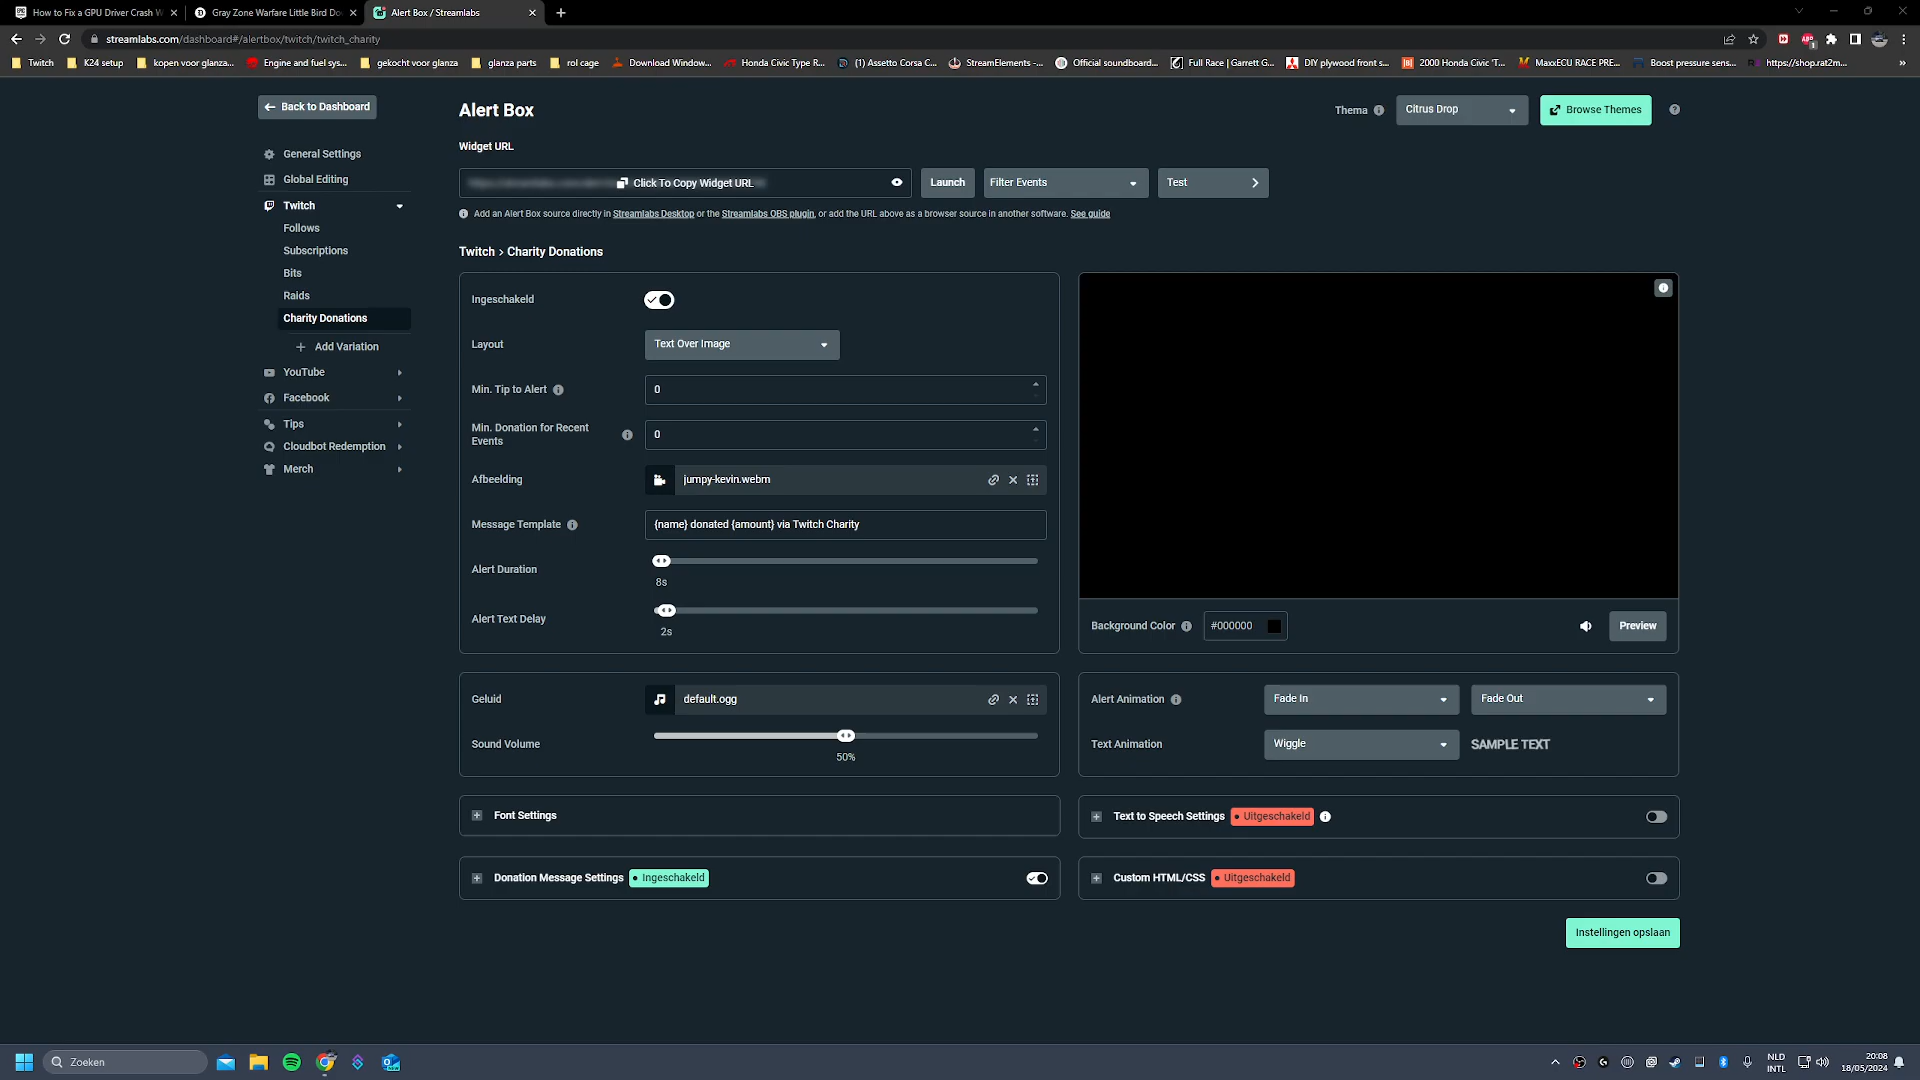 How to Fix a GPU Driver Crash W
Gray Zone Warfare Little Bird Do
Alert Box / Streamlabs
streamlabs.com/dashboard#/alertbox/twitch/twitch_charity
Twitch
K24 setup
kopen voor glanza...
Engine and fuel sys...
gekocht voor glanza
glanza parts
rol cage
Download Window...
Honda Civic Type R...
(1) Assetto Corsa C...
StreamElements -...
Official soundboard...
Full Race | Garrett G...
DIY plywood front s...
2000 Honda Civic 'T...
MaxxECU RACE PRE...
Boost pressure sens...
https://shop.rat2m...
»
Back to Dashboard
Alert Box
Thema
Citrus Drop
Browse Themes
Widget URL
Click To Copy Widget URL
Launch
Filter Events
Test
Add an Alert Box source directly in Streamlabs Desktop or the Streamlabs OBS plugin, or add the URL above as a browser source in another software. See guide
General Settings
Global Editing
Twitch
Follows
Subscriptions
Bits
Raids
Charity Donations
Add Variation
YouTube
Facebook
Tips
Cloudbot Redemption
Merch
Twitch > Charity Donations
Ingeschakeld
Layout
Text Over Image
Min. Tip to Alert
0
Min. Donation for Recent
Events
0
Afbeelding
jumpy-kevin.webm
Message Template
{name} donated {amount} via Twitch Charity
Alert Duration
8s
Alert Text Delay
2s
Background Color
#000000
Preview
Geluid
default.ogg
Sound Volume
50%
Alert Animation
Fade In
Fade Out
Text Animation
Wiggle
SAMPLE TEXT
Font Settings
Text to Speech Settings
Uitgeschakeld
Donation Message Settings
Ingeschakeld
Custom HTML/CSS
Uitgeschakeld
Instellingen opslaan
Zoeken
NLD
INTL
20:08
18/05/2024